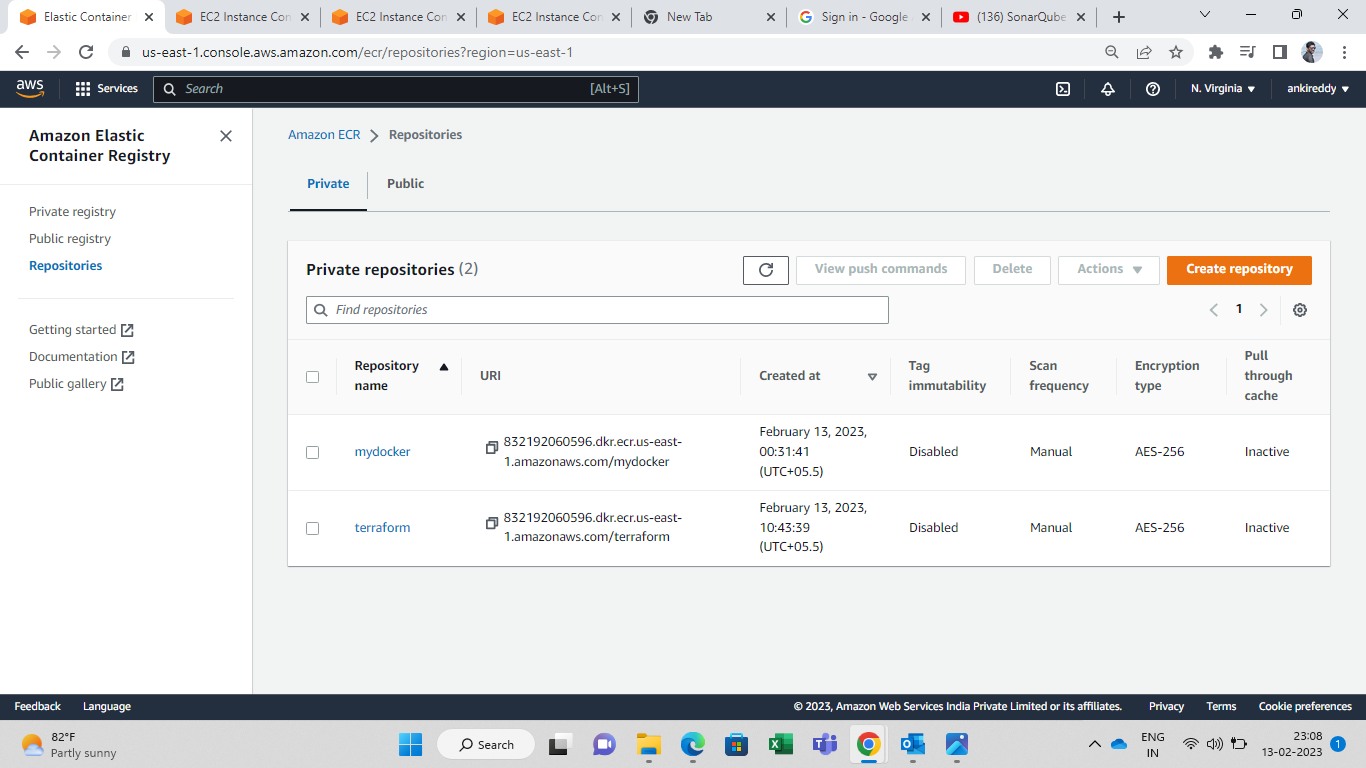 Elastic Container
EC2 Instance Con
EC2 Instance Con
EC2 Instance Con
New Tab
Sign in - Google
(136) SonarQube
us-east-1.console.aws.amazon.com/ecr/repositories?region=us-east-1
aws
Services
Search
[Alt+S]
N. Virginia
ankireddy
Amazon Elastic
Container Registry
Private registry
Public registry
Repositories
Getting started
Documentation
Public gallery
Amazon ECR
Repositories
Private
Public
Private repositories (2)
View push commands
Delete
Actions
Create repository
Find repositories
1
Repository
name
URI
Created at
Tag
immutability
Scan
frequency
Encryption
type
Pull
through
cache
mydocker
832192060596.dkr.ecr.us-east-
1.amazonaws.com/mydocker
February 13, 2023,
00:31:41
(UTC+05.5)
Disabled
Manual
AES-256
Inactive
terraform
832192060596.dkr.ecr.us-east-
1.amazonaws.com/terraform
February 13, 2023,
10:43:39
(UTC+05.5)
Disabled
Manual
AES-256
Inactive
Feedback
Language
© 2023, Amazon Web Services India Private Limited or its affiliates.
Privacy
Terms
Cookie preferences
82°F
Partly sunny
Search
ENG
IN
23:08
13-02-2023
1